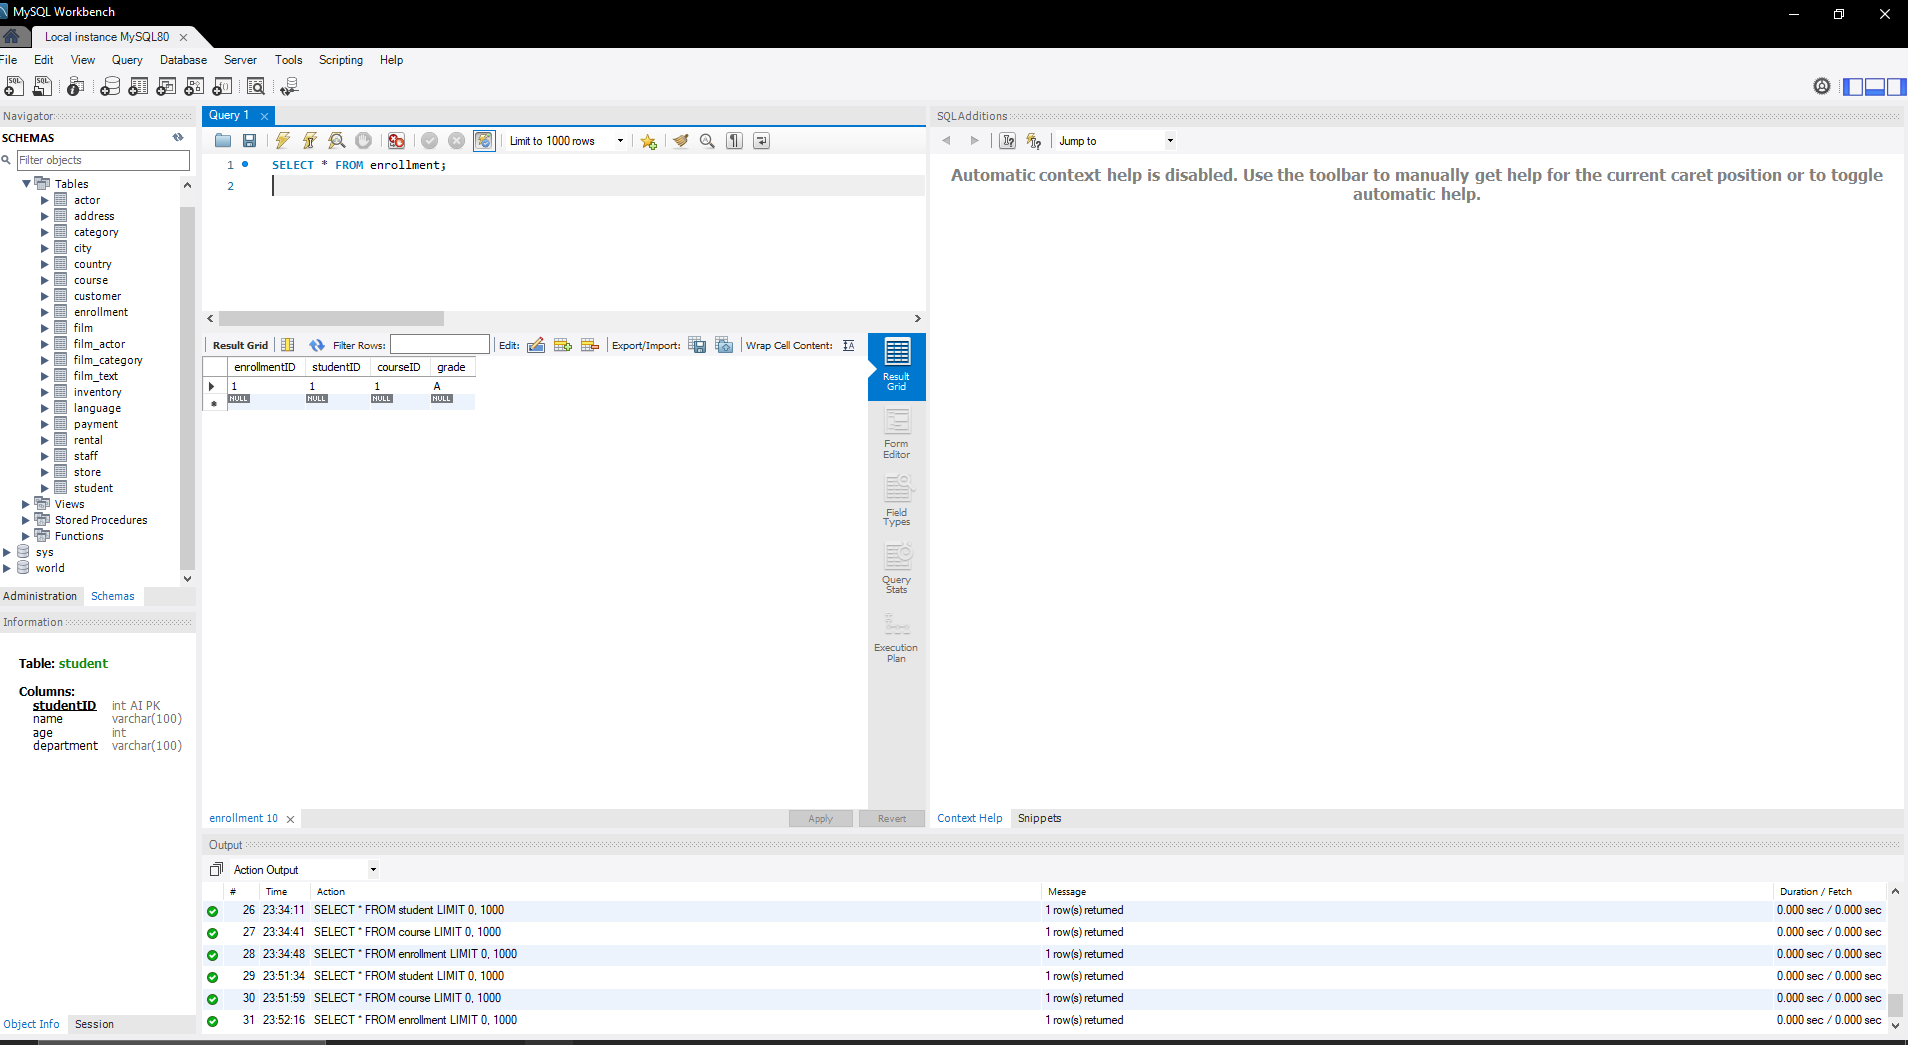 MySQL Workbench
Local instance MySQL80
File Edit View Query Database Server Tools Scripting Help
Navigator
SCHEMAS
Filter objects
Tables
actor
address
category
city
country
course
customer
enrollment
film
film_actor
film_category
film_text
inventory
language
payment
rental
staff
store
student
Views
Stored Procedures
Functions
sys
world
Administration Schemas
Information
Table: student
Columns:
studentID int AI PK
name varchar(100)
age int
department varchar(100)
Object Info Session
Query 1
Limit to 1000 rows
1 SELECT * FROM enrollment;
2
Result Grid Filter Rows: Edit: Export/Import: Wrap Cell Content:
enrollmentID studentID courseID grade
1 1 1 A
NULL NULL NULL NULL
Result
Grid
Form
Editor
Field
Types
Query
Stats
Execution
Plan
enrollment 10
Apply Revert
SQLAdditions
Jump to
Automatic context help is disabled. Use the toolbar to manually get help for the current caret position or to toggle
automatic help.
Context Help Snippets
Output
Action Output
# Time Action Message Duration / Fetch
26 23:34:11 SELECT * FROM student LIMIT 0, 1000 1 row(s) returned 0.000 sec / 0.000 sec
27 23:34:41 SELECT * FROM course LIMIT 0, 1000 1 row(s) returned 0.000 sec / 0.000 sec
28 23:34:48 SELECT * FROM enrollment LIMIT 0, 1000 1 row(s) returned 0.000 sec / 0.000 sec
29 23:51:34 SELECT * FROM student LIMIT 0, 1000 1 row(s) returned 0.000 sec / 0.000 sec
30 23:51:59 SELECT * FROM course LIMIT 0, 1000 1 row(s) returned 0.000 sec / 0.000 sec
31 23:52:16 SELECT * FROM enrollment LIMIT 0, 1000 1 row(s) returned 0.000 sec / 0.000 sec